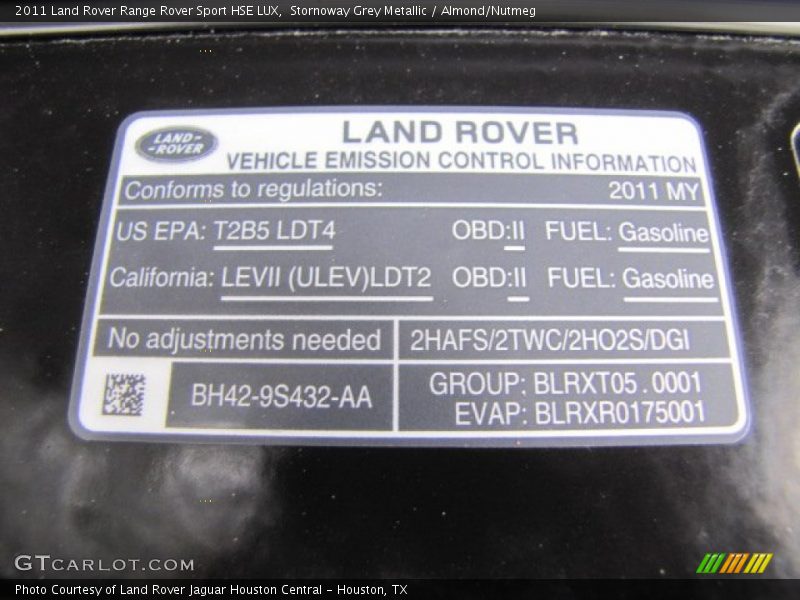 2011 Land Rover Range Rover Sport HSE LUX, Stornoway Grey Metallic / Almond/Nutmeg
LAND ROVER
LAND-
-ROVER
VEHICLE EMISSION CONTROL INFORMATION
Conforms to regulations: 2011 MY
US EPA: T2B5 LDT4 OBD:II FUEL: Gasoline
California: LEVII (ULEV)LDT2 OBD:II FUEL: Gasoline
No adjustments needed 2HAFS/2TWC/2HO2S/DGI
BH42-9S432-AA GROUP: BLRXT05.0001
EVAP: BLRXR0175001
GTCARLOT.COM
Photo Courtesy of Land Rover Jaguar Houston Central - Houston, TX